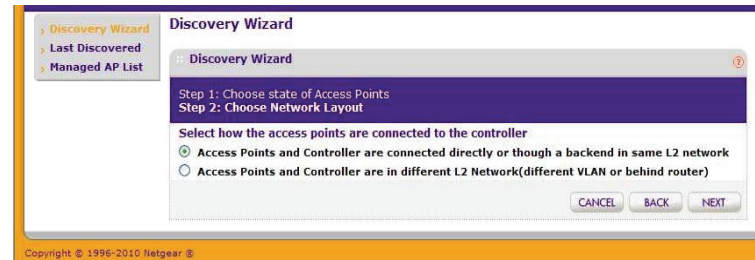 Discovery Wizard
Last Discovered
Managed AP List
Discovery Wizard
Discovery Wizard
?
Step 1: Choose state of Access Points
Step 2: Choose Network Layout
Select how the access points are connected to the controller
Access Points and Controller are connected directly or though a backend in same L2 network
Access Points and Controller are in different L2 Network(different VLAN or behind router)
CANCEL BACK NEXT
Copyright © 1996-2010 Netgear ®